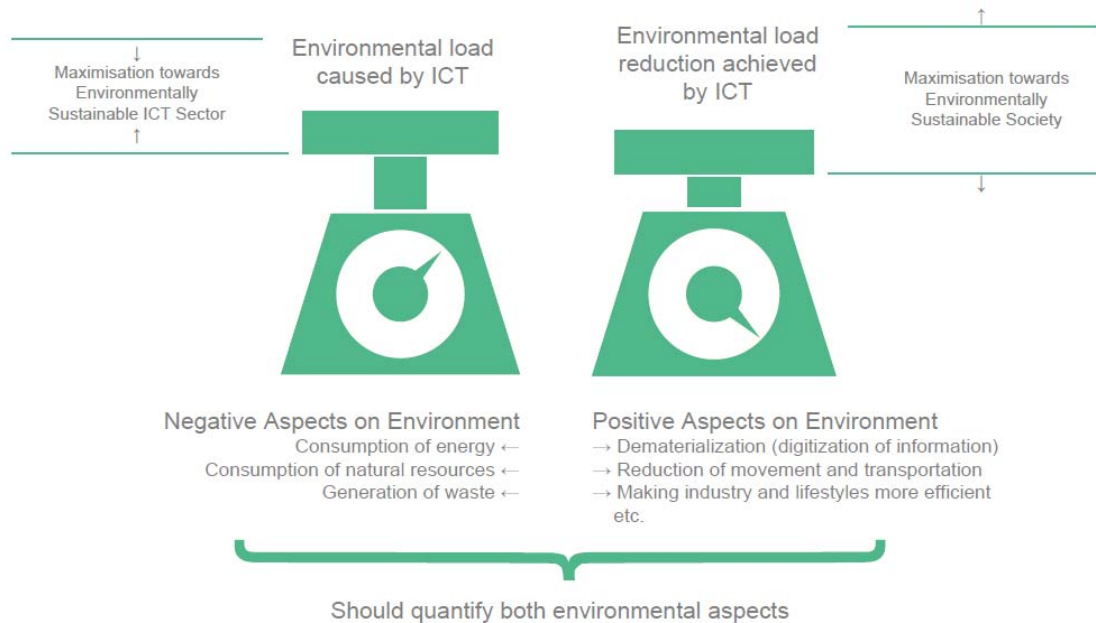 ↓
Maximisation towards
Environmentally
Sustainable ICT Sector
↑
Environmental load
caused by ICT
Environmental load
reduction achieved
by ICT
↑
Maximisation towards
Environmentally
Sustainable Society
↓
Negative Aspects on Environment
Consumption of energy ←
Consumption of natural resources ←
Generation of waste ←
Positive Aspects on Environment
→ Dematerialization (digitization of information)
→ Reduction of movement and transportation
→ Making industry and lifestyles more efficient
etc.
Should quantify both environmental aspects